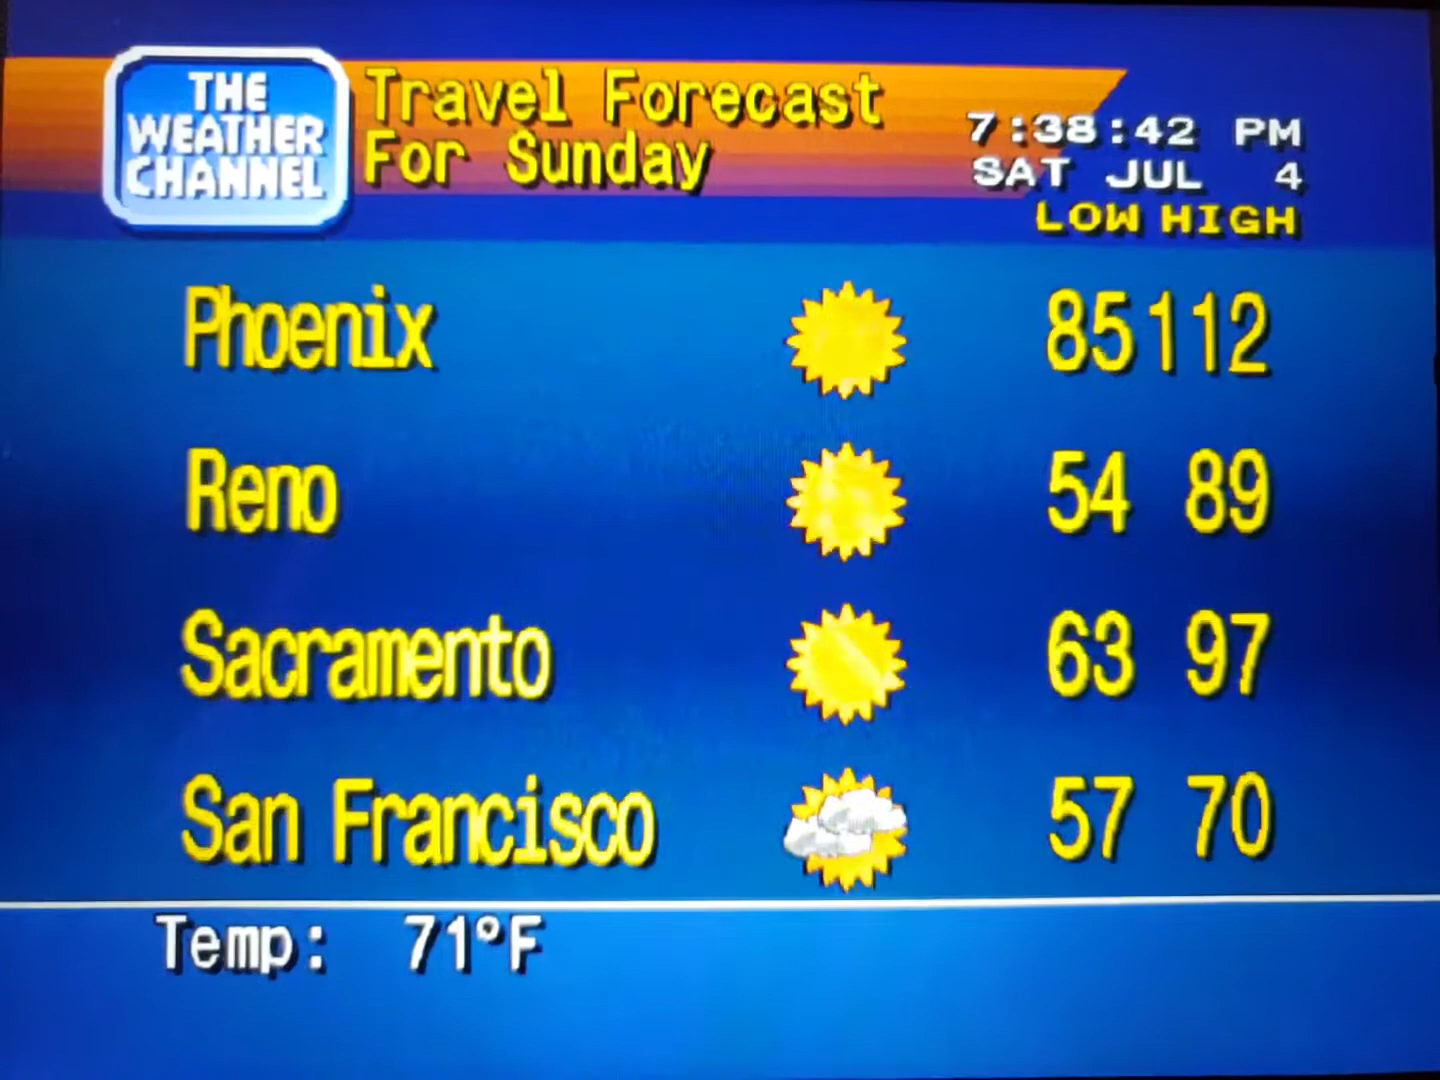 THE
WEATHER
CHANNEL
Travel Forecast
For Sunday
7:38:42 PM
SAT JUL 4
LOW HIGH
Phoenix 85 112
Reno 54 89
Sacramento 63 97
San Francisco 57 70
Temp: 71°F